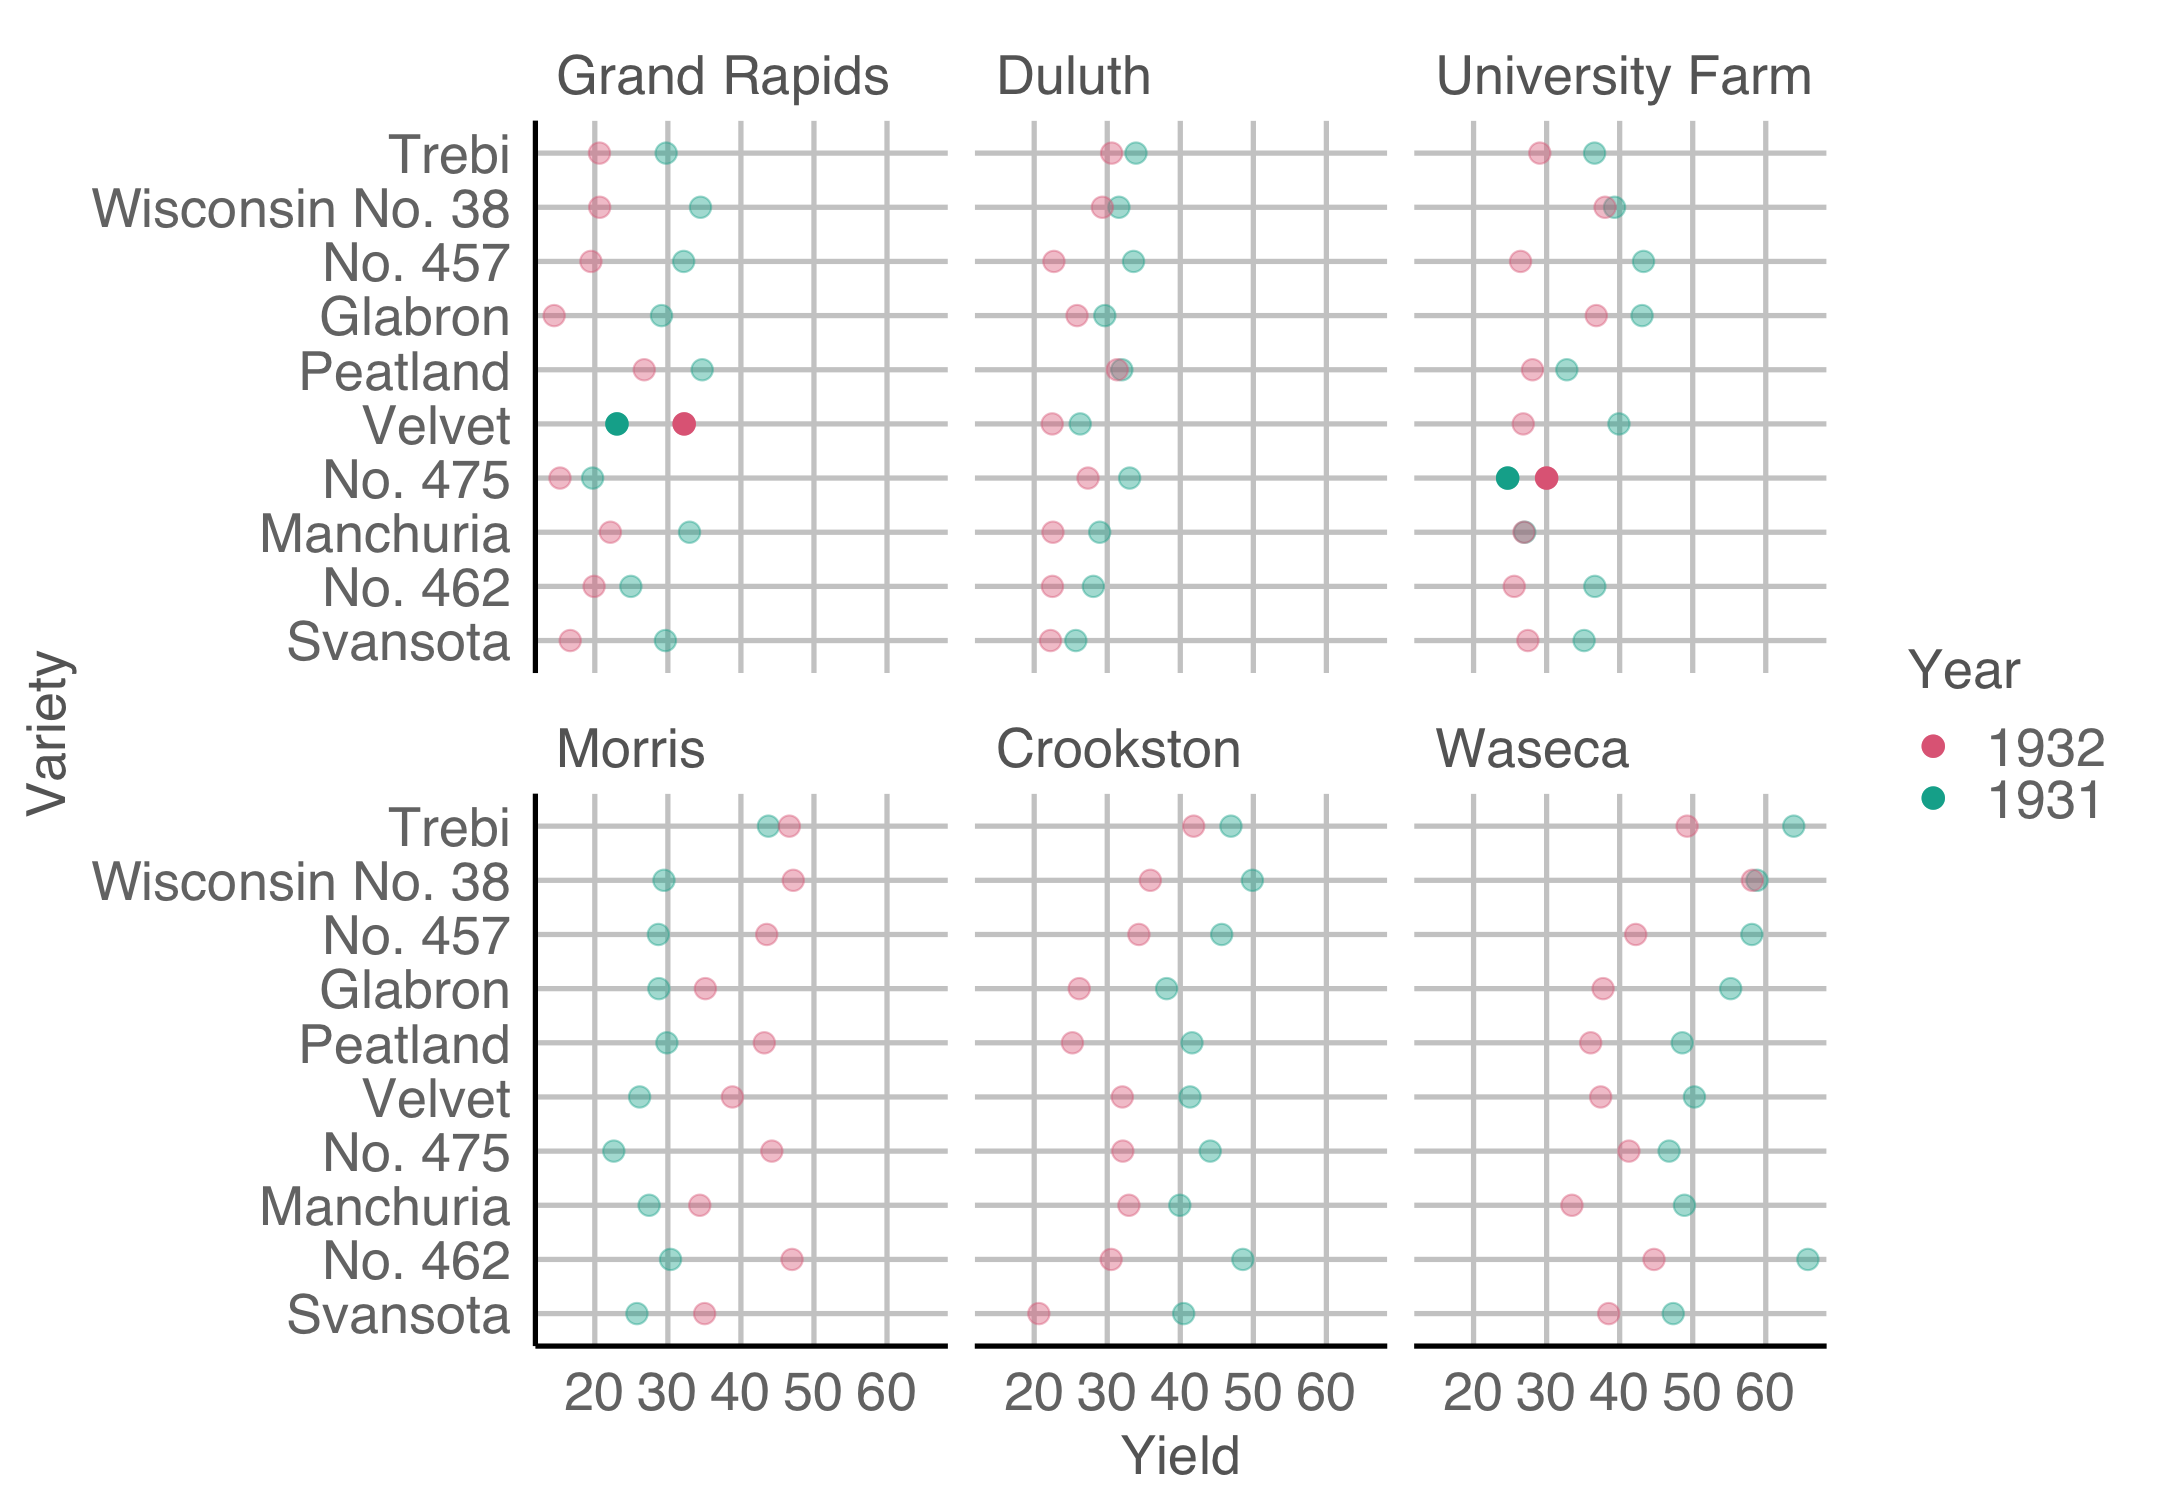 Grand Rapids
Duluth
University Farm
Trebi
Wisconsin No. 38
No. 457
Glabron
Peatland
Velvet
No. 475
Manchuria
No. 462
Svansota
Variety
Year
1932
1931
Morris
Crookston
Waseca
Trebi
Wisconsin No. 38
No. 457
Glabron
Peatland
Velvet
No. 475
Manchuria
No. 462
Svansota
20 30 40 50 60
20 30 40 50 60
20 30 40 50 60
Yield